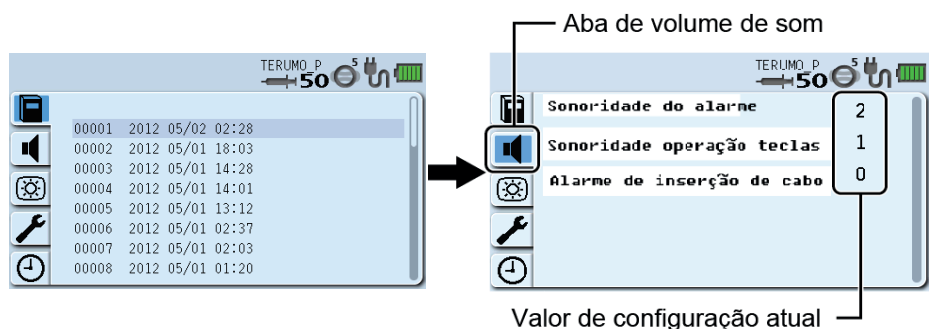 Aba de volume de som
TERUMO_P
50
5
00001 2012 05/02 02:28
00002 2012 05/01 18:03
00003 2012 05/01 14:28
00004 2012 05/01 14:01
00005 2012 05/01 13:12
00006 2012 05/01 02:37
00007 2012 05/01 02:03
00008 2012 05/01 01:20
TERUMO_P
50
5
Sonoridade do alarme 2
Sonoridade operação teclas 1
Alarme de inserção de cabo 0
Valor de configuração atual